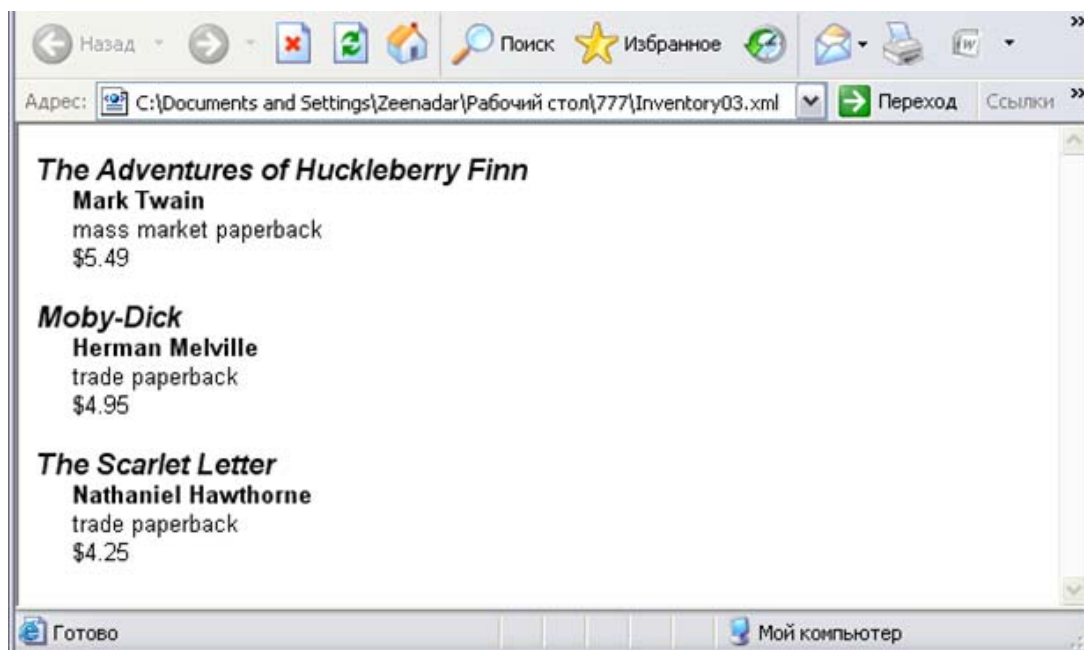 Назад Поиск Избранное
Адрес: C:\Documents and Settings\Zeenadar\Рабочий стол\777\Inventory03.xml Переход Ссылки »
The Adventures of Huckleberry Finn
Mark Twain
mass market paperback
$5.49
Moby-Dick
Herman Melville
trade paperback
$4.95
The Scarlet Letter
Nathaniel Hawthorne
trade paperback
$4.25
Готово Мой компьютер